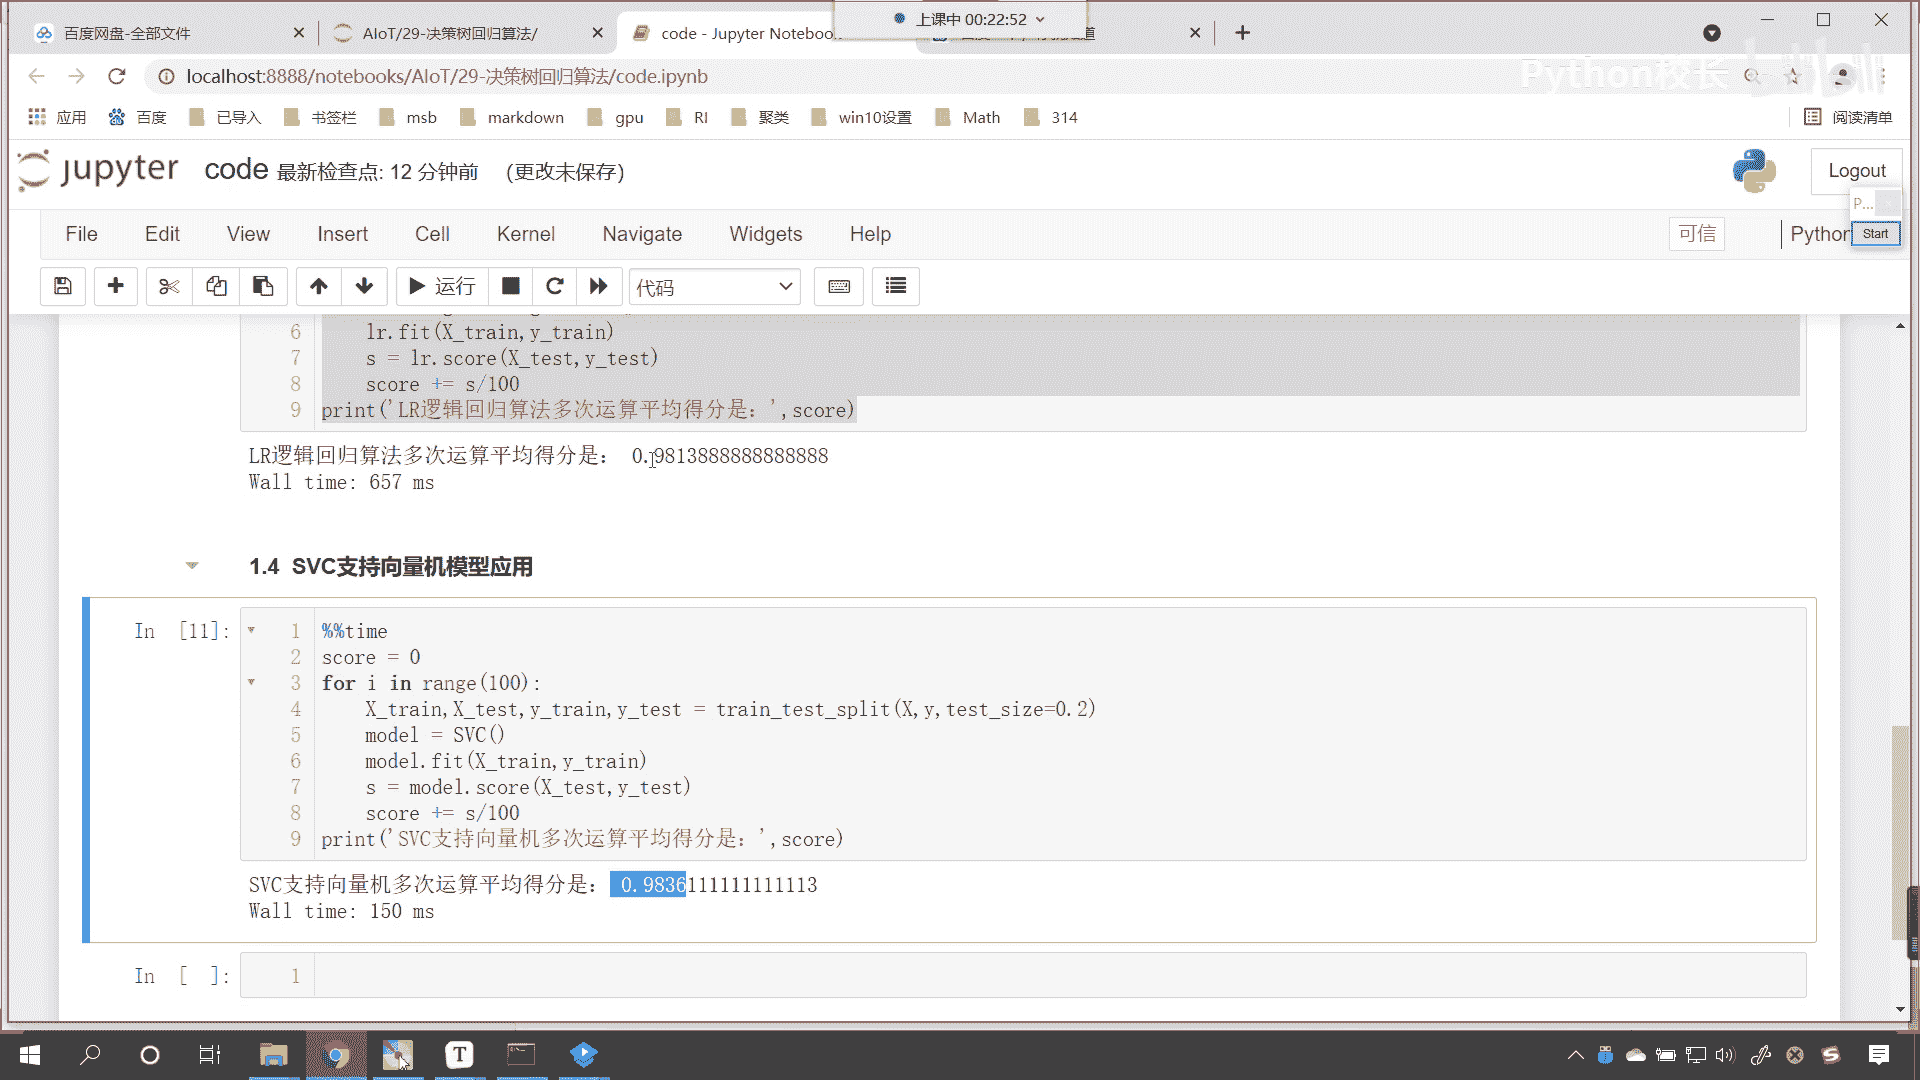 上课中 00:22:52
百度网盘-全部文件
AIoT/29-决策树回归算法/
code - Jupyter Notebook
localhost:8888/notebooks/AIoT/29-决策树回归算法/code.ipynb
Python校长
应用 百度 已导入 书签栏 msb markdown gpu RI 聚类 win10设置 Math 314 阅读清单
jupyter code 最新检查点: 12 分钟前 (更改未保存)
Logout
P...
Start
File Edit View Insert Cell Kernel Navigate Widgets Help 可信 Python
运行 代码
6 lr.fit(X_train,y_train)
7 s = lr.score(X_test,y_test)
8 score += s/100
9 print('LR逻辑回归算法多次运算平均得分是：',score)
LR逻辑回归算法多次运算平均得分是： 0.9813888888888888
Wall time: 657 ms
1.4 SVC支持向量机模型应用
In [11]:
1 %%time
2 score = 0
3 for i in range(100):
4 X_train,X_test,y_train,y_test = train_test_split(X,y,test_size=0.2)
5 model = SVC()
6 model.fit(X_train,y_train)
7 s = model.score(X_test,y_test)
8 score += s/100
9 print('SVC支持向量机多次运算平均得分是：',score)
SVC支持向量机多次运算平均得分是： 0.9836111111111113
Wall time: 150 ms
In [ ]:
1